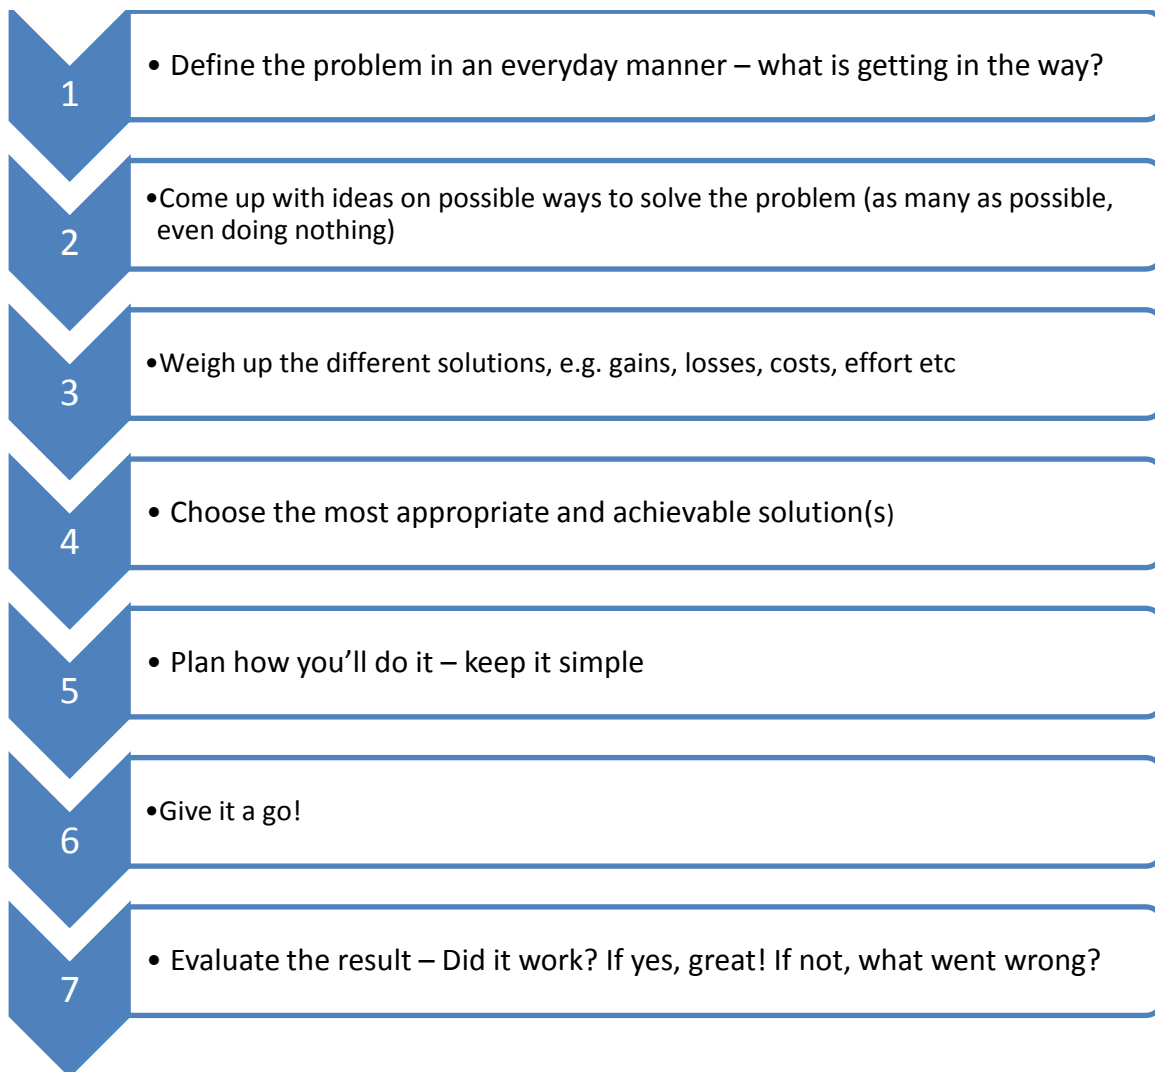 1
• Define the problem in an everyday manner – what is getting in the way?
2
•Come up with ideas on possible ways to solve the problem (as many as possible,
even doing nothing)
3
•Weigh up the different solutions, e.g. gains, losses, costs, effort etc
4
• Choose the most appropriate and achievable solution(s)
5
• Plan how you’ll do it – keep it simple
6
•Give it a go!
7
• Evaluate the result – Did it work? If yes, great! If not, what went wrong?